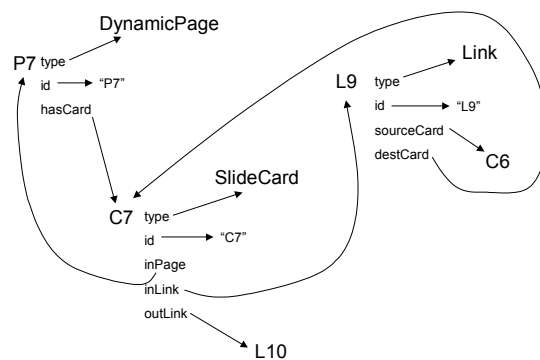 DynamicPage
P7 type
id “P7”
hasCard
Link
L9 type
id “L9”
sourceCard
destCard C6
SlideCard
C7 type
id “C7”
inPage
inLink
outLink
L10